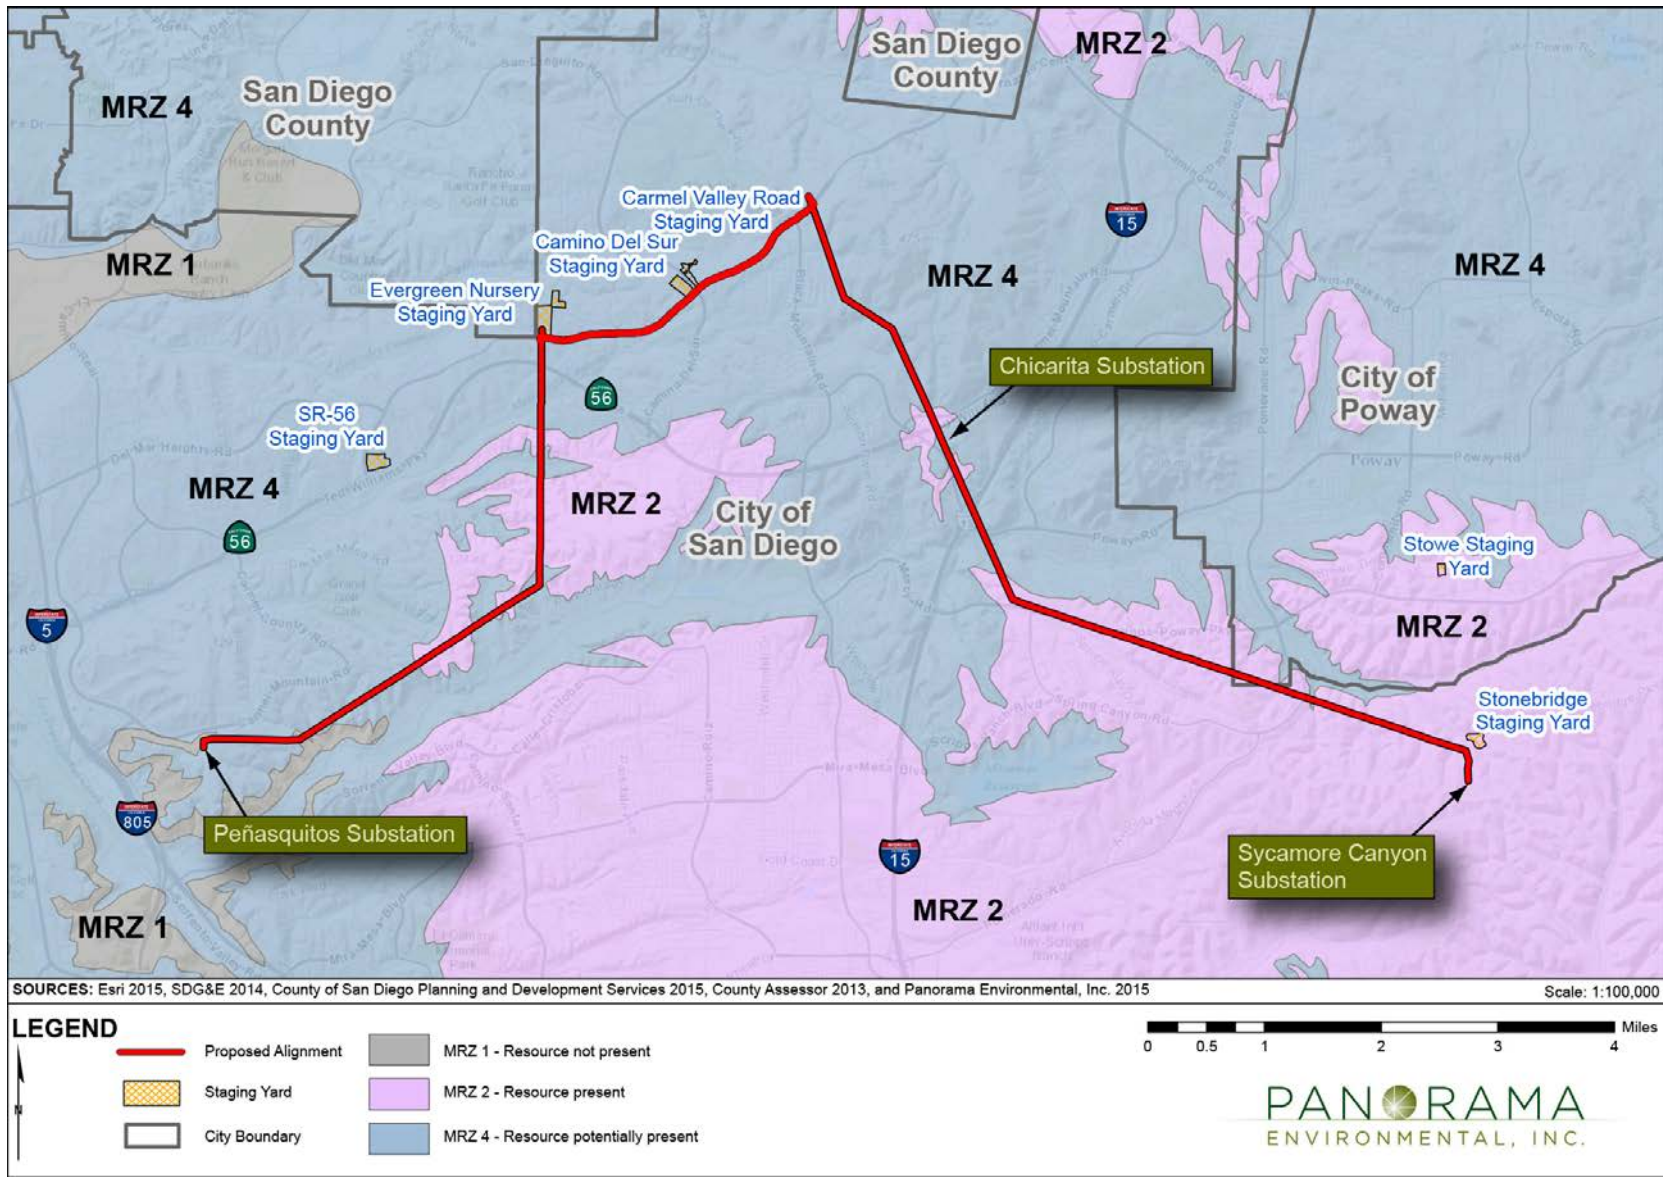 San Diego
County
MRZ 2
MRZ 4
San Diego
County
15
Carmel Valley Road
Staging Yard
Camino Del Sur
Staging Yard
MRZ 1
MRZ 4
MRZ 4
Evergreen Nursery
Staging Yard
Chicarita Substation
City of
Poway
56
SR-56
Staging Yard
Poway
Poway-Rd
MRZ 4
MRZ 2
City of
San Diego
56
Stowe Staging
Yard
5
MRZ 2
Stonebridge
Staging Yard
Mira-Mesa-Blvd
805
Peñasquitos Substation
15
Sycamore Canyon
Substation
MRZ 1
MRZ 2
SOURCES: Esri 2015, SDG&E 2014, County of San Diego Planning and Development Services 2015, County Assessor 2013, and Panorama Environmental, Inc. 2015
Scale: 1:100,000
LEGEND
N
Proposed Alignment
Staging Yard
City Boundary
MRZ 1 - Resource not present
MRZ 2 - Resource present
MRZ 4 - Resource potentially present
Miles
0 0.5 1 2 3 4
PANORAMA
ENVIRONMENTAL, INC.